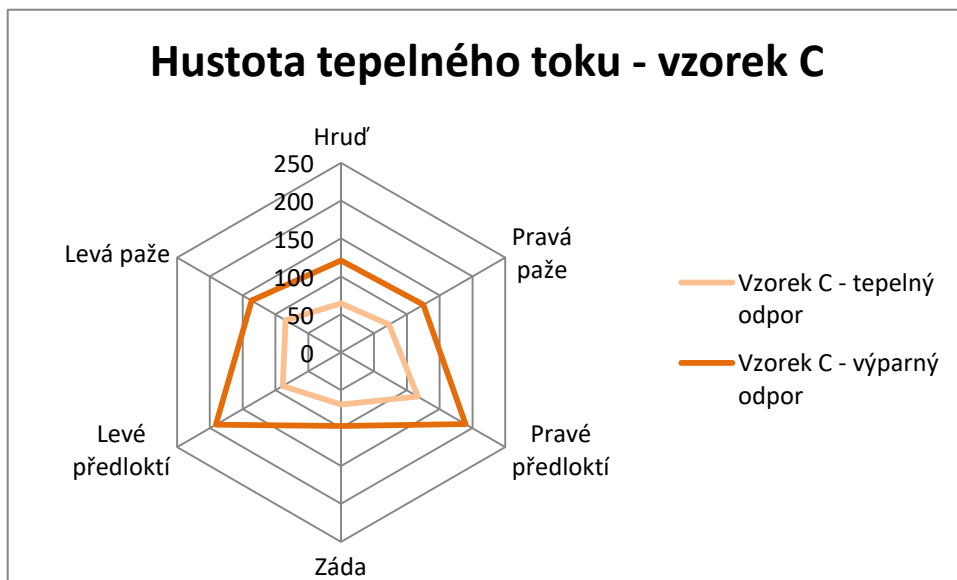 Hustota tepelného toku - vzorek C
Hruď
250
200
150
100
50
0
Pravá
paže
Pravé
předloktí
Záda
Levé
předloktí
Levá paže
Vzorek C - tepelný
odpor
Vzorek C - výparný
odpor